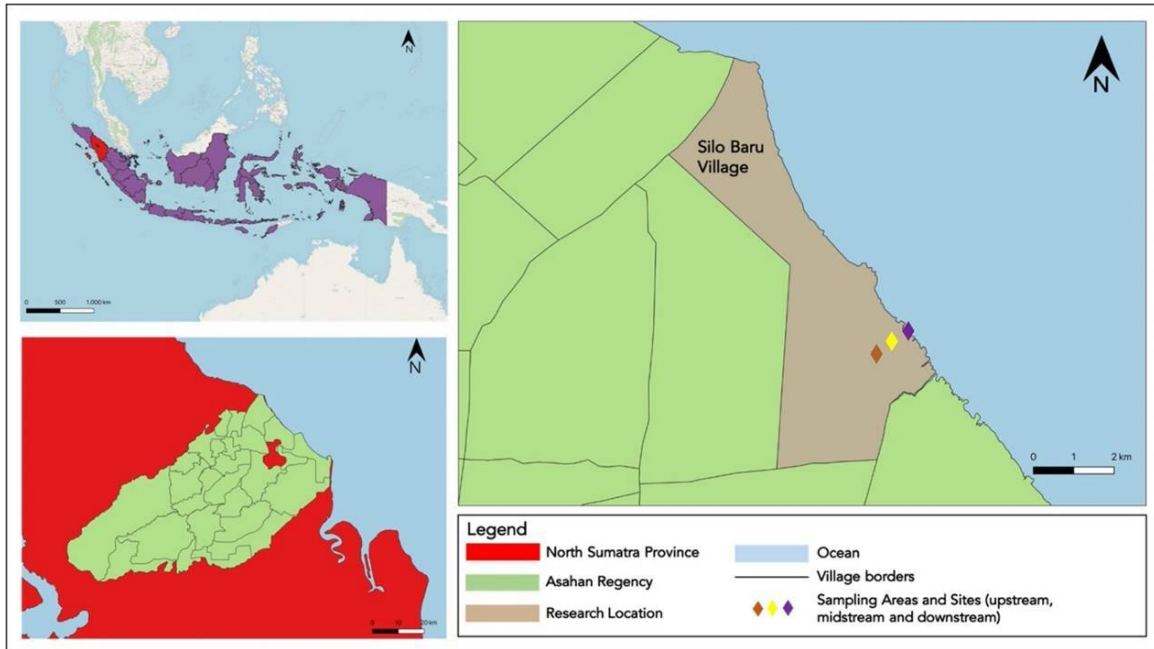 N
0 500 1,000 km
N
0 10 20 km
N
Silo Baru
Village
0 1 2 km
Legend
North Sumatra Province
Asahan Regency
Research Location
Ocean
Village borders
Sampling Areas and Sites (upstream,
midstream and downstream)